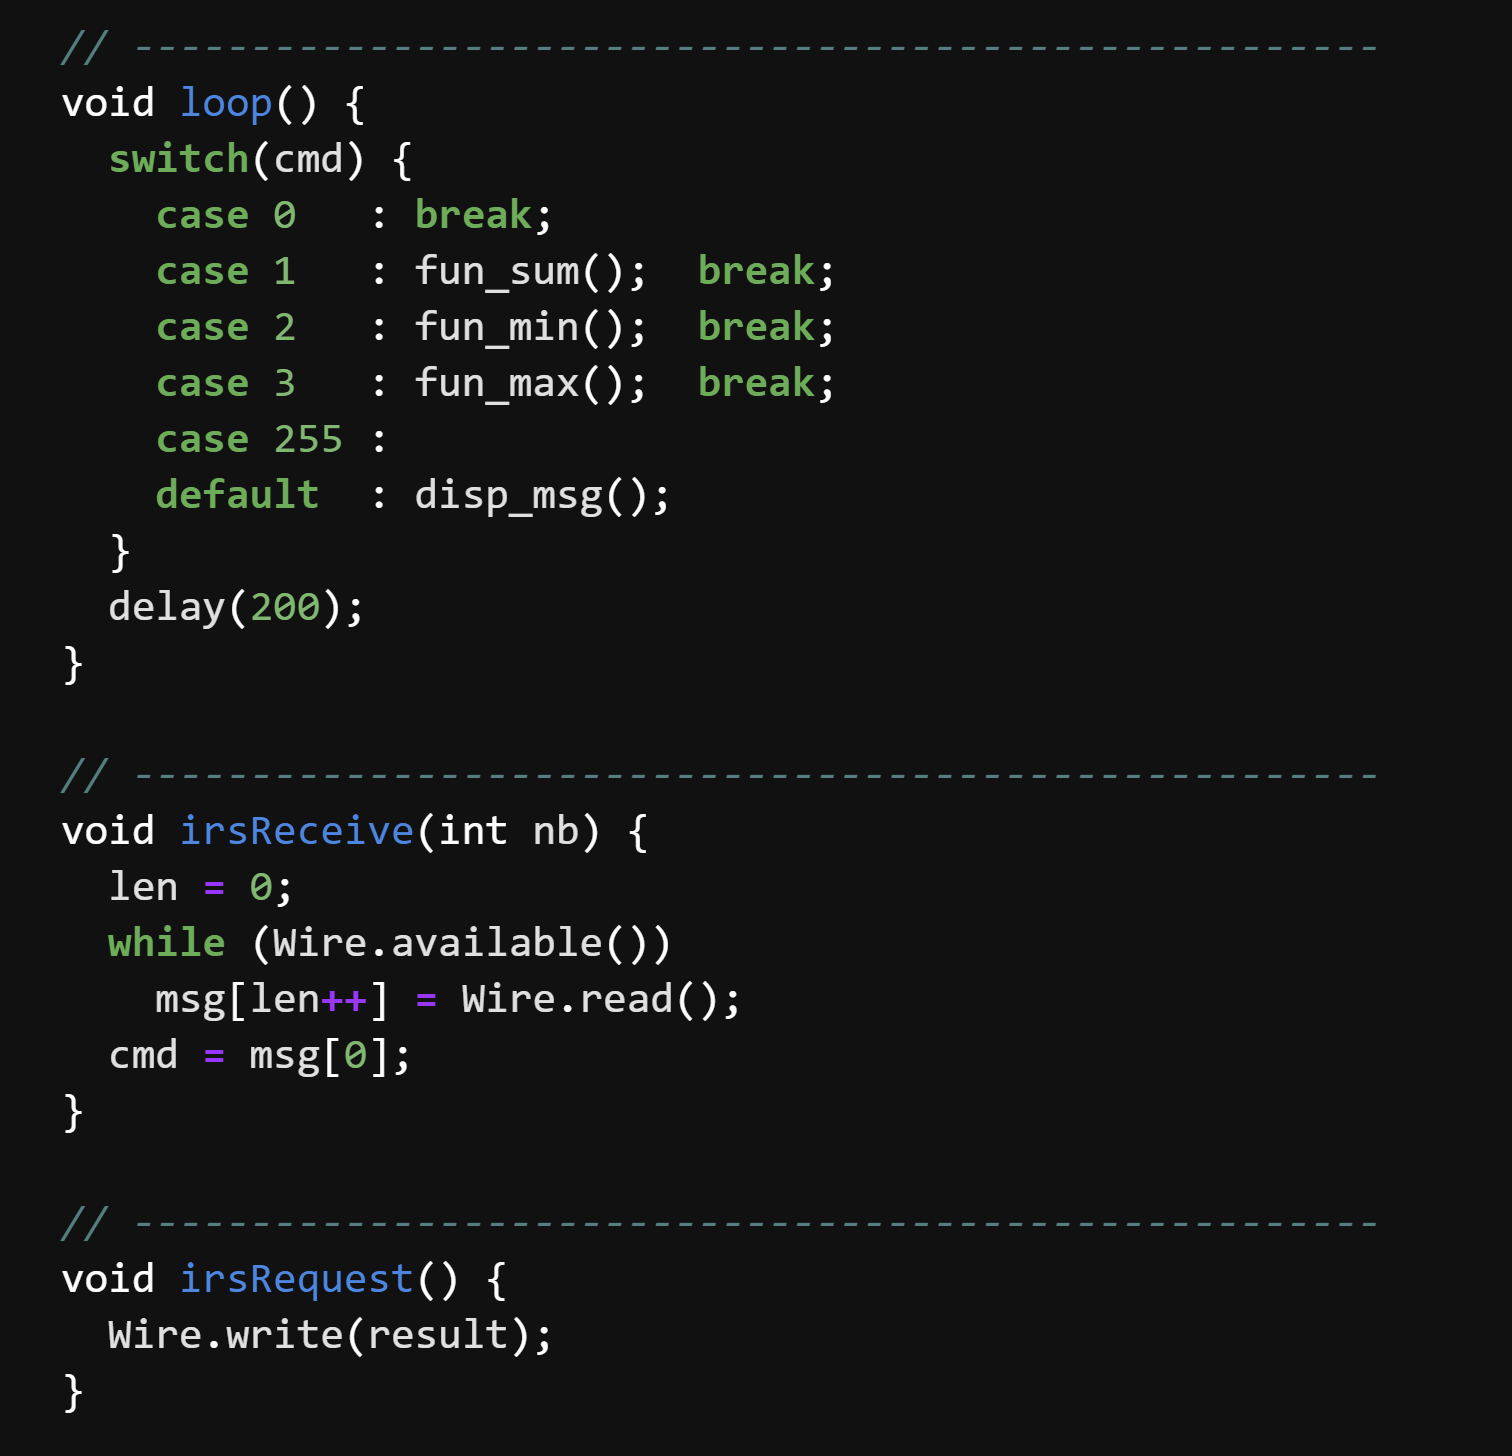 // -----------------------------------------------------
void loop() {
  switch(cmd) {
    case 0   : break;
    case 1   : fun_sum();  break;
    case 2   : fun_min();  break;
    case 3   : fun_max();  break;
    case 255 :
    default  : disp_msg();
  }
  delay(200);
}

// -----------------------------------------------------
void irsReceive(int nb) {
  len = 0;
  while (Wire.available())
    msg[len++] = Wire.read();
  cmd = msg[0];
}

// -----------------------------------------------------
void irsRequest() {
  Wire.write(result);
}